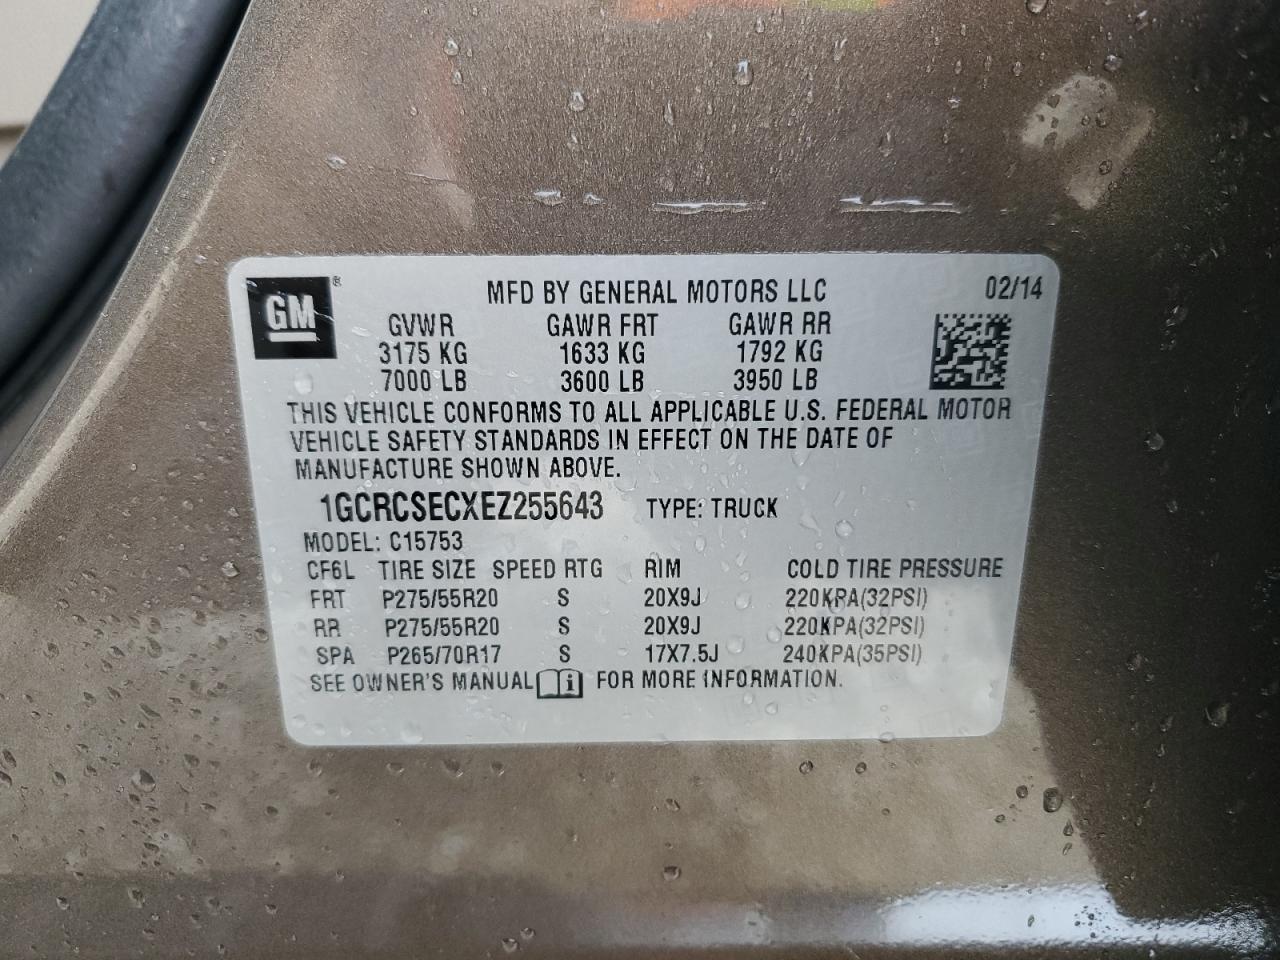 GM ®
MFD BY GENERAL MOTORS LLC 02/14
GVWR GAWR FRT GAWR RR
3175 KG 1633 KG 1792 KG
7000 LB 3600 LB 3950 LB
THIS VEHICLE CONFORMS TO ALL APPLICABLE U.S. FEDERAL MOTOR
VEHICLE SAFETY STANDARDS IN EFFECT ON THE DATE OF
MANUFACTURE SHOWN ABOVE.
1GCRCSECXEZ255643 TYPE: TRUCK
MODEL: C15753
CF6L TIRE SIZE SPEED RTG RIM COLD TIRE PRESSURE
FRT P275/55R20 S 20X9J 220KPA(32PSI)
RR P275/55R20 S 20X9J 220KPA(32PSI)
SPA P265/70R17 S 17X7.5J 240KPA(35PSI)
SEE OWNER'S MANUAL i FOR MORE INFORMATION.